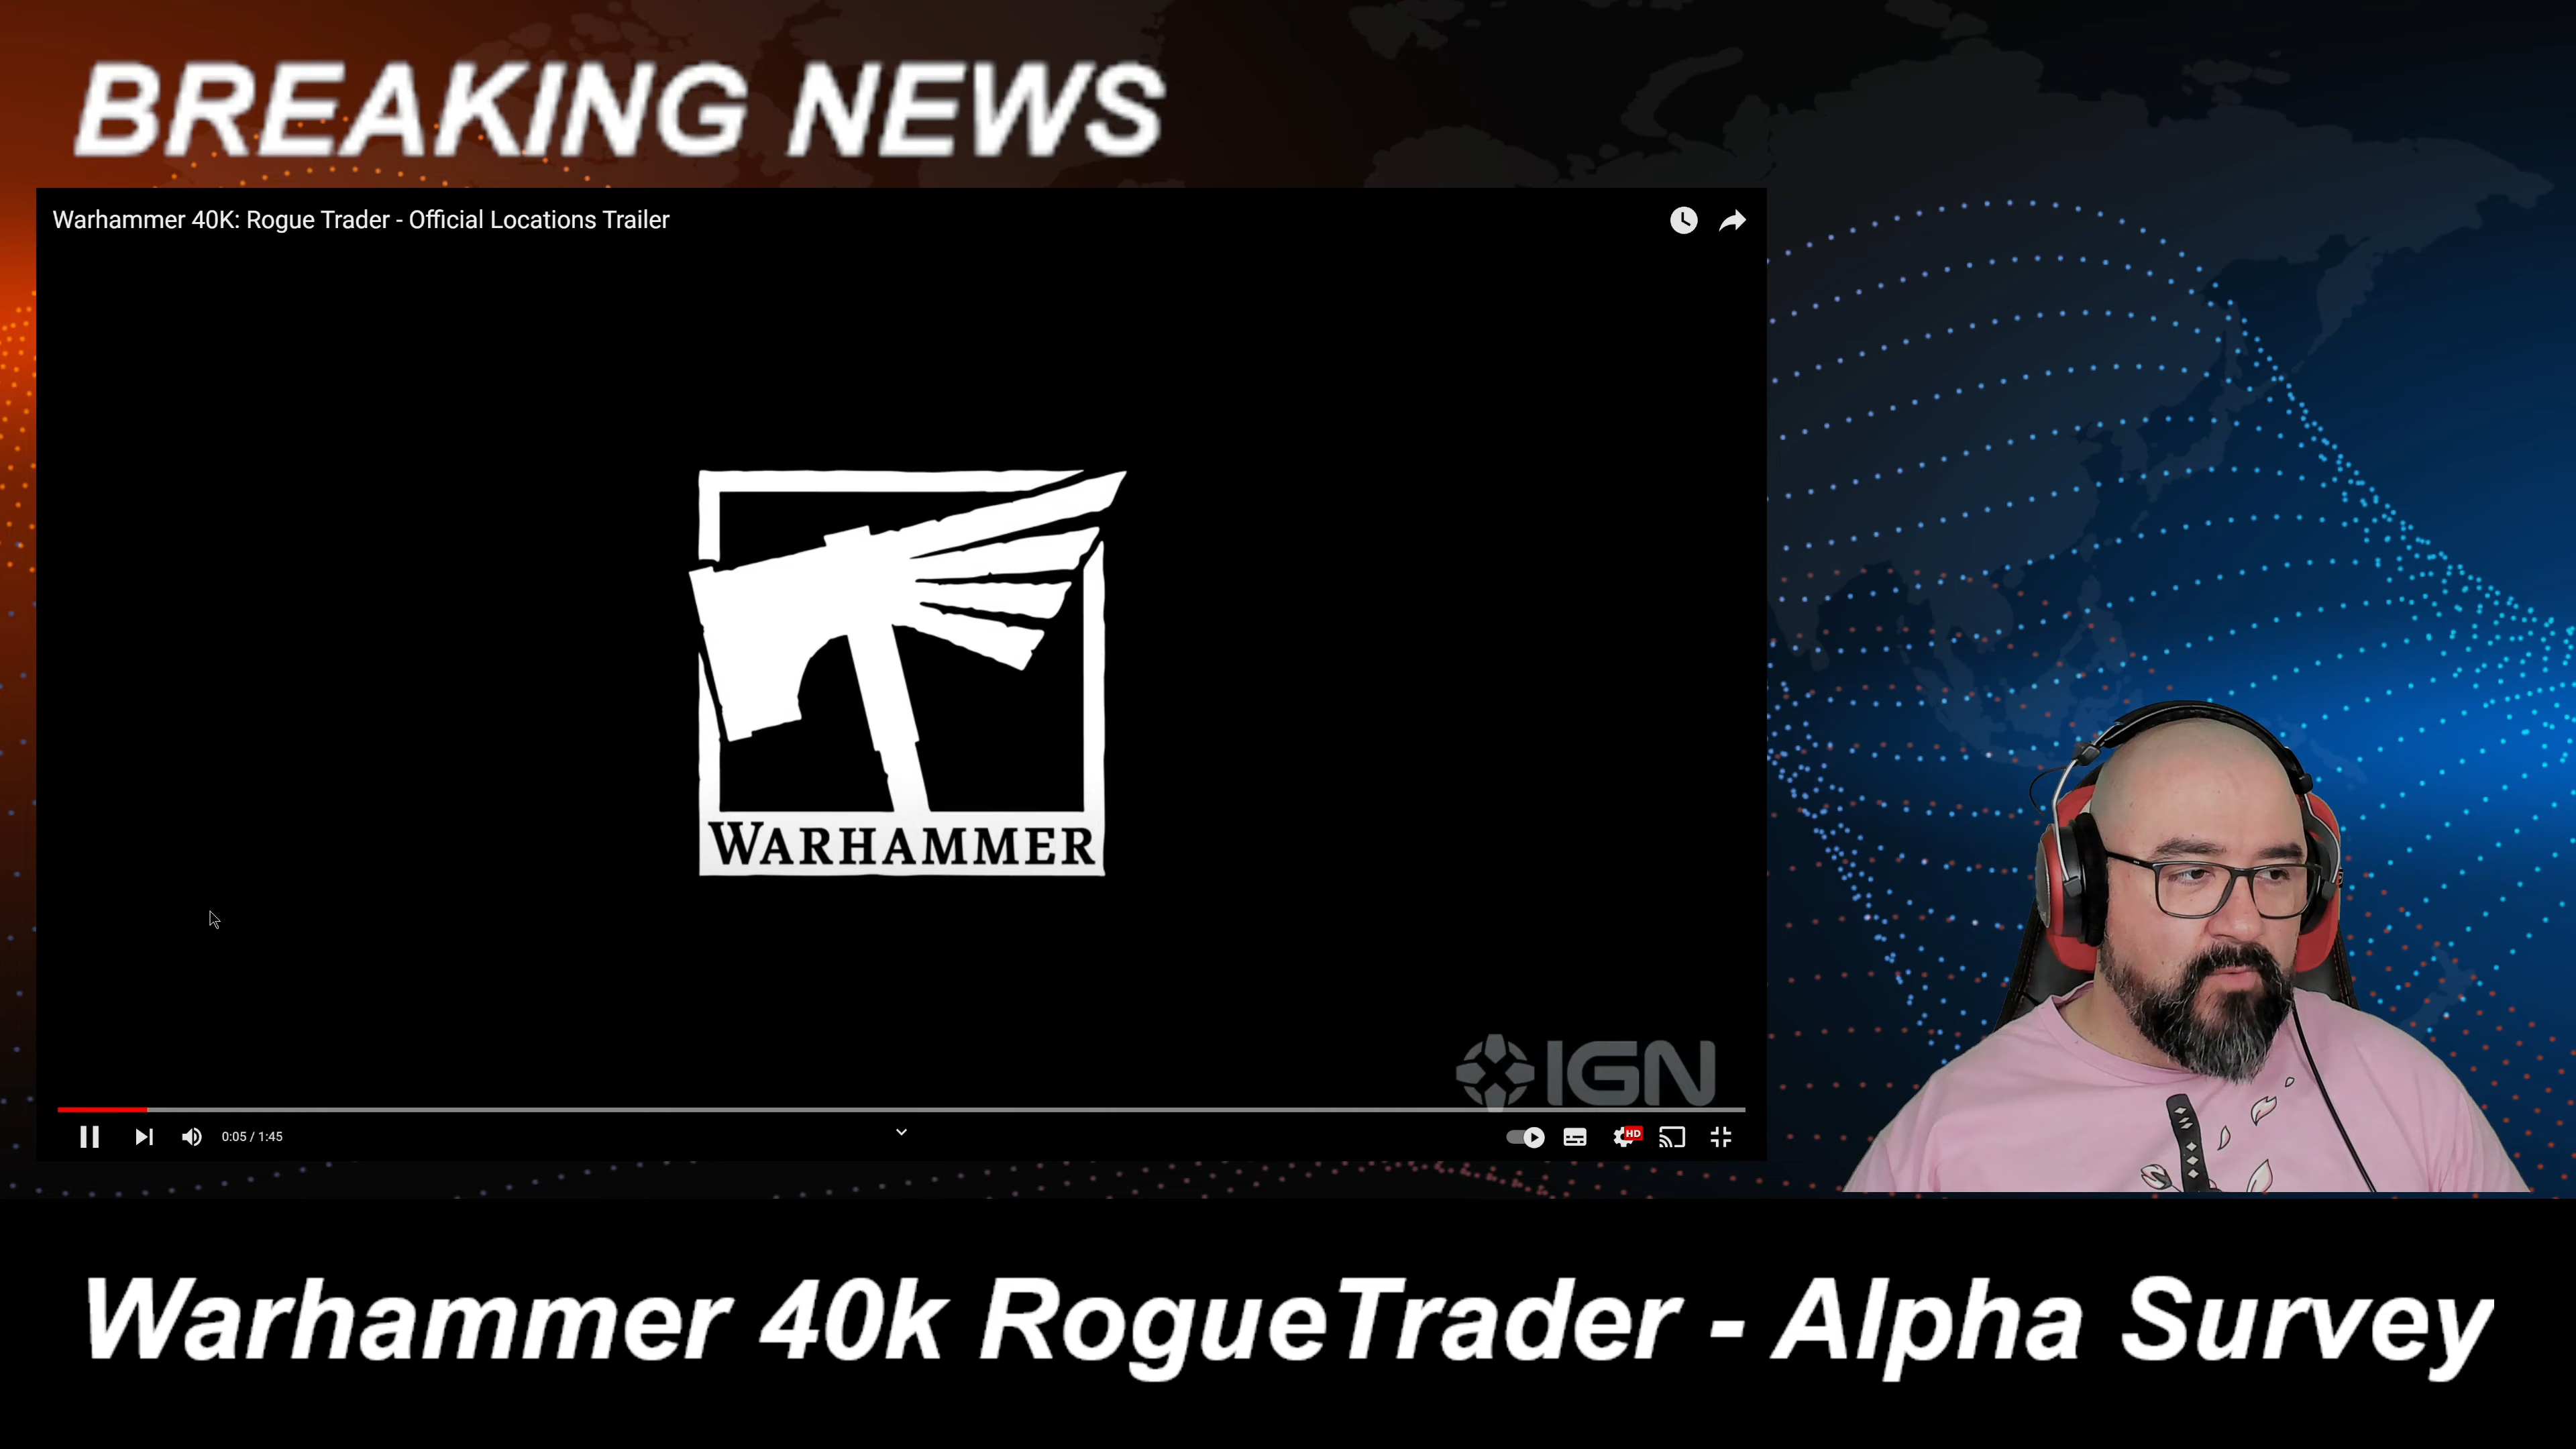 BREAKING NEWS
Warhammer 40K: Rogue Trader - Official Locations Trailer
WARHAMMER
IGN
0:05 / 1:45
HD
Warhammer 40k RogueTrader - Alpha Survey